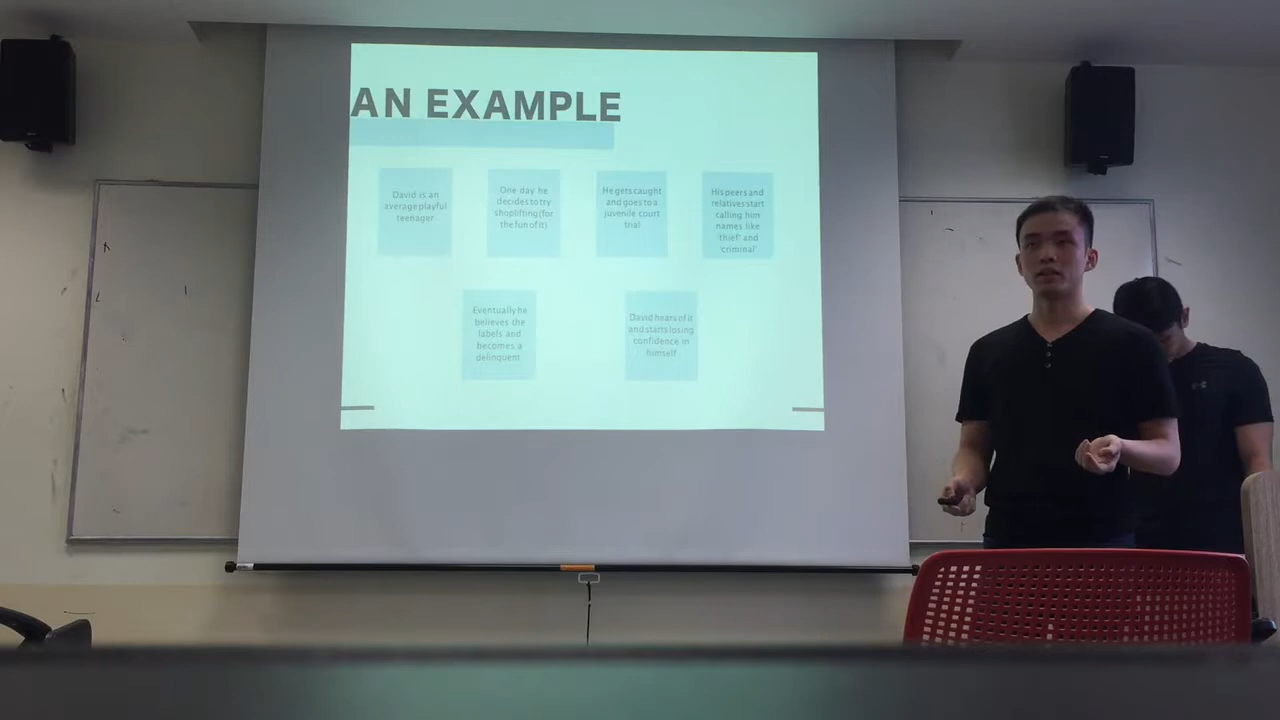 AN EXAMPLE
David is an
average playful
teenager
One day he
decides to try
shoplifting (for
the fun of it)
He gets caught
and goes to a
juvenile court
trial
His peers and
relatives start
calling him
names like
'thief' and
'criminal'
Eventually he
believes the
labels and
becomes a
delinquent
David hears of it
and starts losing
confidence in
himself